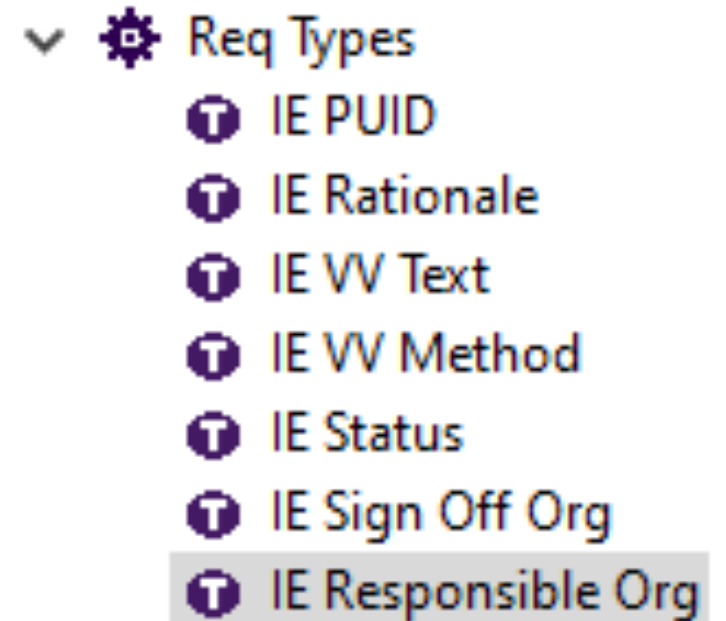 Req Types
IE PUID
IE Rationale
IE VV Text
IE VV Method
IE Status
IE Sign Off Org
IE Responsible Org